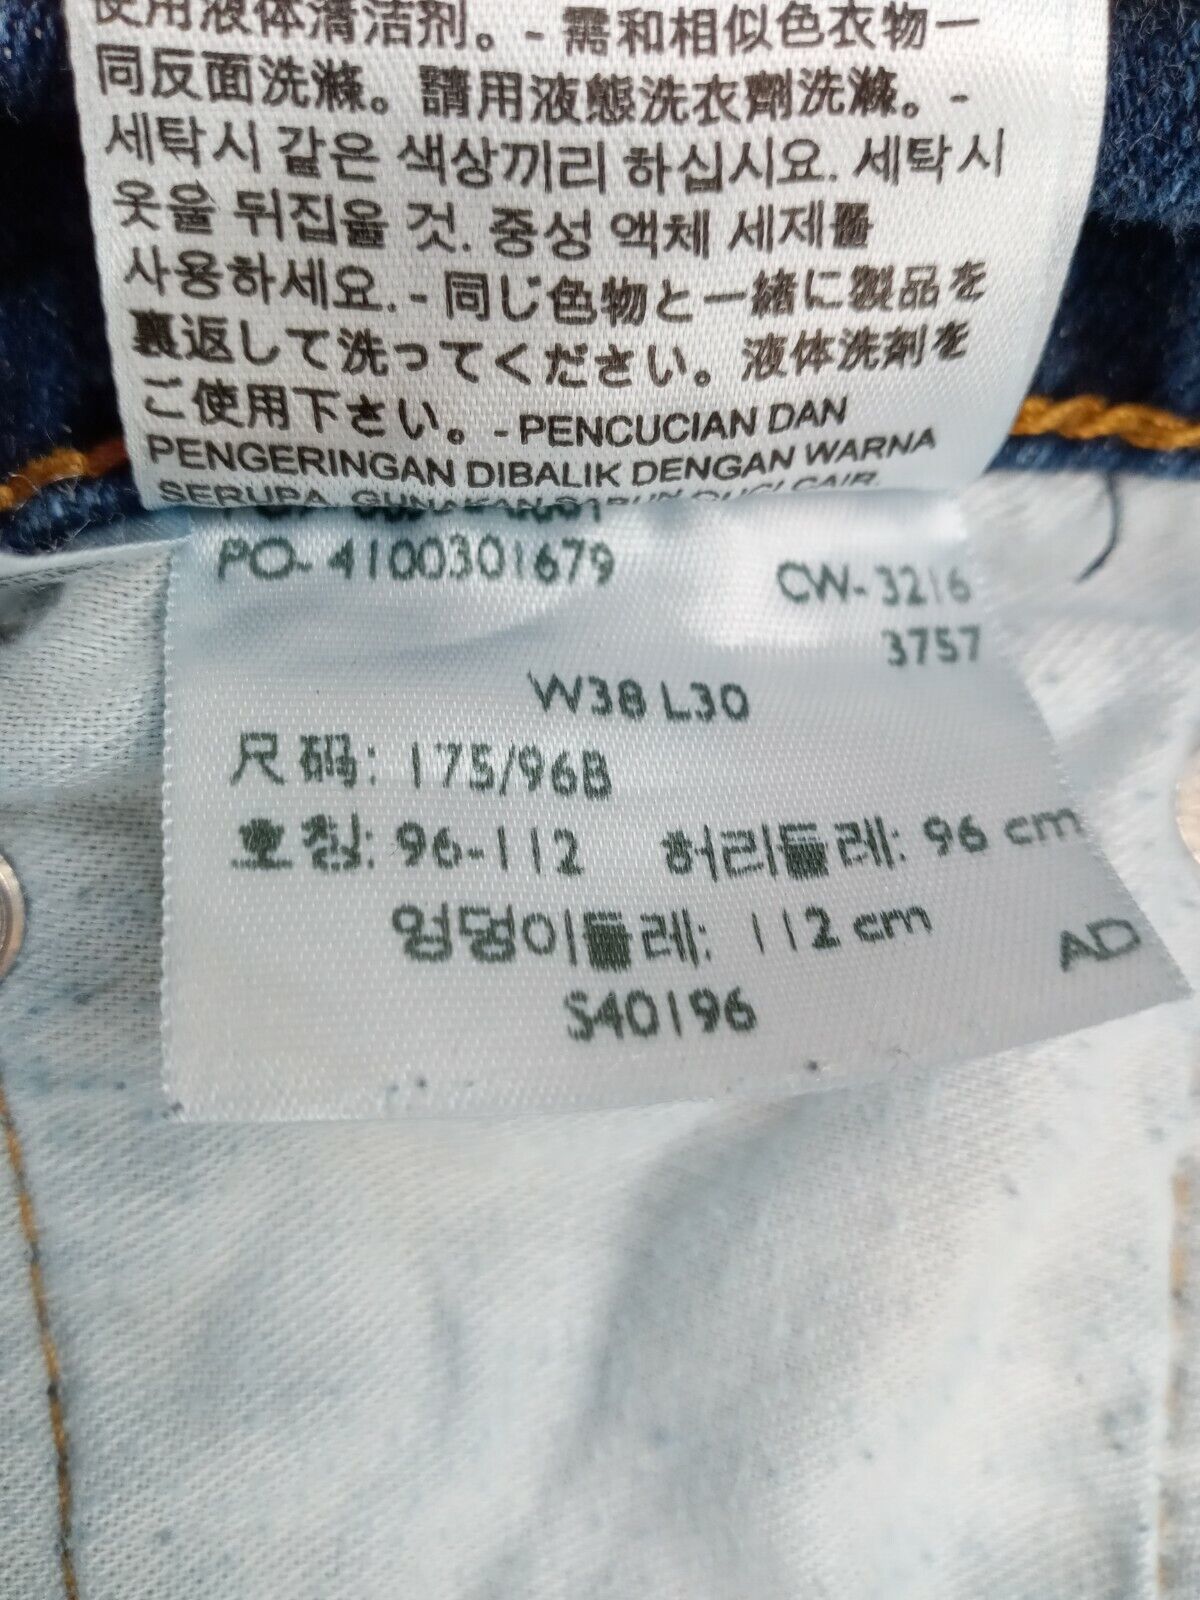 使用液体清洁剂。- 需和相似色衣物一
同反面洗滌。請用液態洗衣劑洗滌。-
세탁시 같은 색상끼리 하십시요. 세탁시
옷을 뒤집을 것. 중성 액체 세제를
사용하세요. - 同じ色物と一緒に製品を
裏返して洗ってください。液体洗剤を
ご使用下さい。- PENCUCIAN DAN
PENGERINGAN DIBALIK DENGAN WARNA
SERUPA. GUNAKAN SABUN CUCI CAIR.
PO- 4100301679 CW- 3216
3757
W38 L30
尺码: 175/96B
호칭: 96-112 허리둘레: 96 cm
엉덩이둘레: 112 cm
AD
S40196